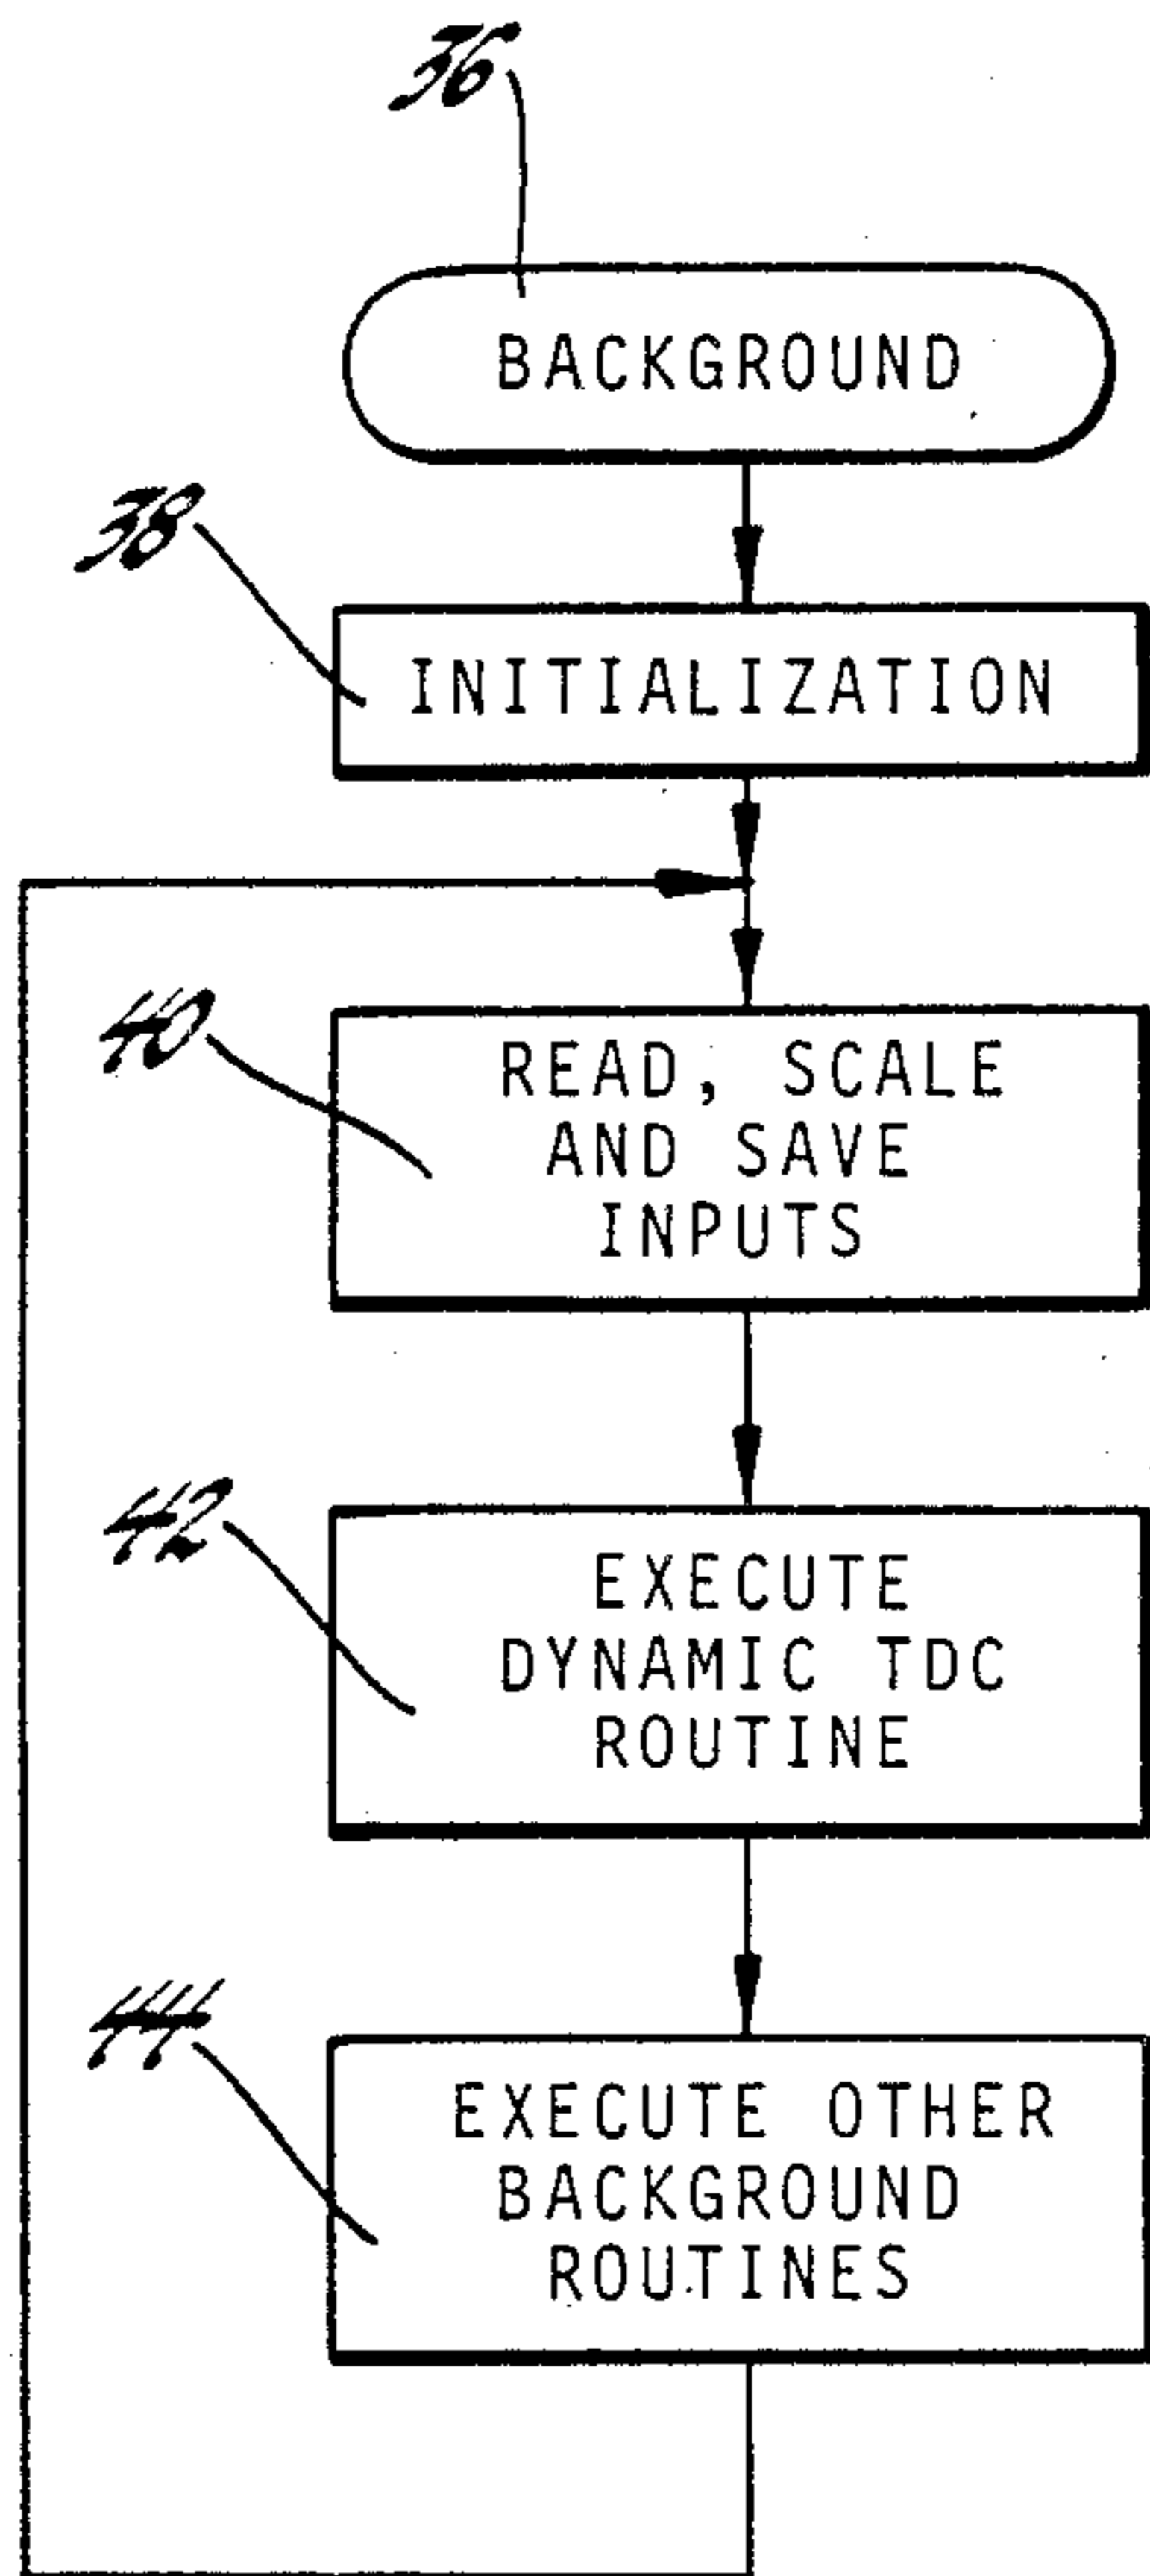 36
BACKGROUND
38
INITIALIZATION
40
READ, SCALE
AND SAVE
INPUTS
42
EXECUTE
DYNAMIC TDC
ROUTINE
44
EXECUTE OTHER
BACKGROUND
ROUTINES